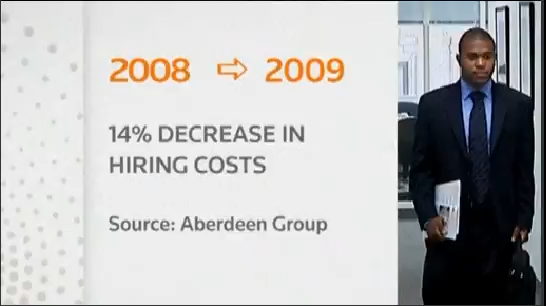 2008 ⇨ 2009
14% DECREASE IN
HIRING COSTS
Source: Aberdeen Group